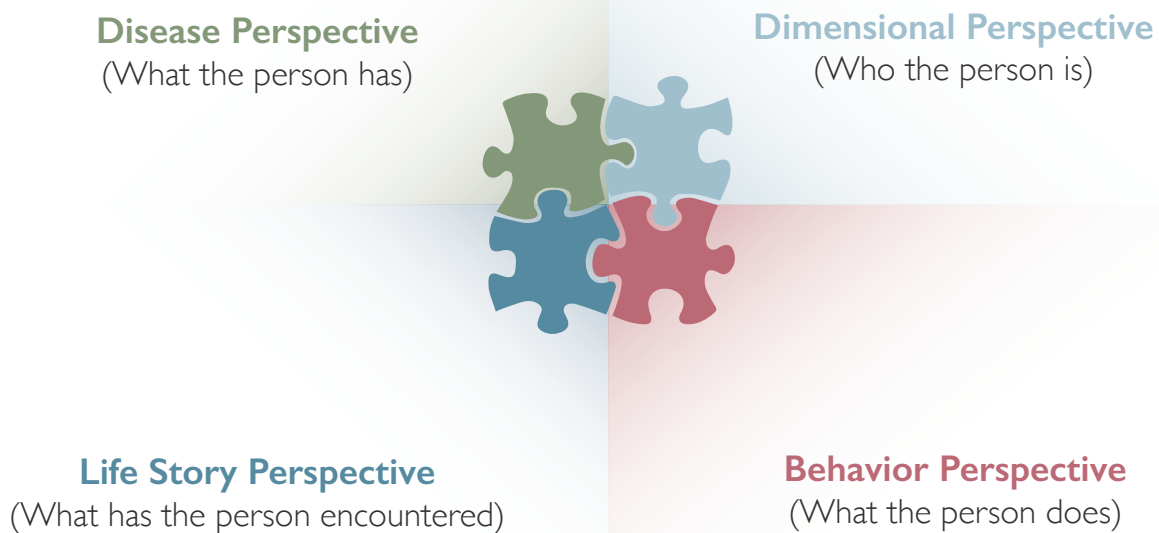 Disease Perspective
(What the person has)
Dimensional Perspective
(Who the person is)
Life Story Perspective
(What has the person encountered)
Behavior Perspective
(What the person does)